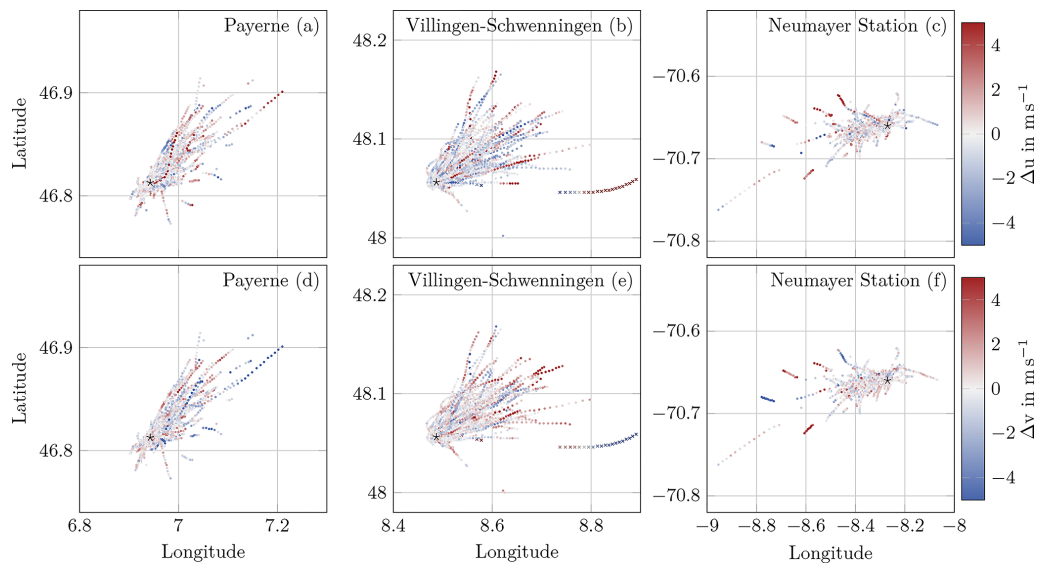 Payerne (a)
Villingen-Schwenningen (b)
Neumayer Station (c)
46.9
46.8
Latitude
48.2
48.1
48
−70.6
−70.7
−70.8
4
2
0
−2
−4
Δu in m s−1
Payerne (d)
Villingen-Schwenningen (e)
Neumayer Station (f)
46.9
46.8
Latitude
48.2
48.1
48
−70.6
−70.7
−70.8
4
2
0
−2
−4
Δv in m s−1
6.8 7 7.2
8.4 8.6 8.8
−9 −8.8 −8.6 −8.4 −8.2 −8
Longitude
Longitude
Longitude